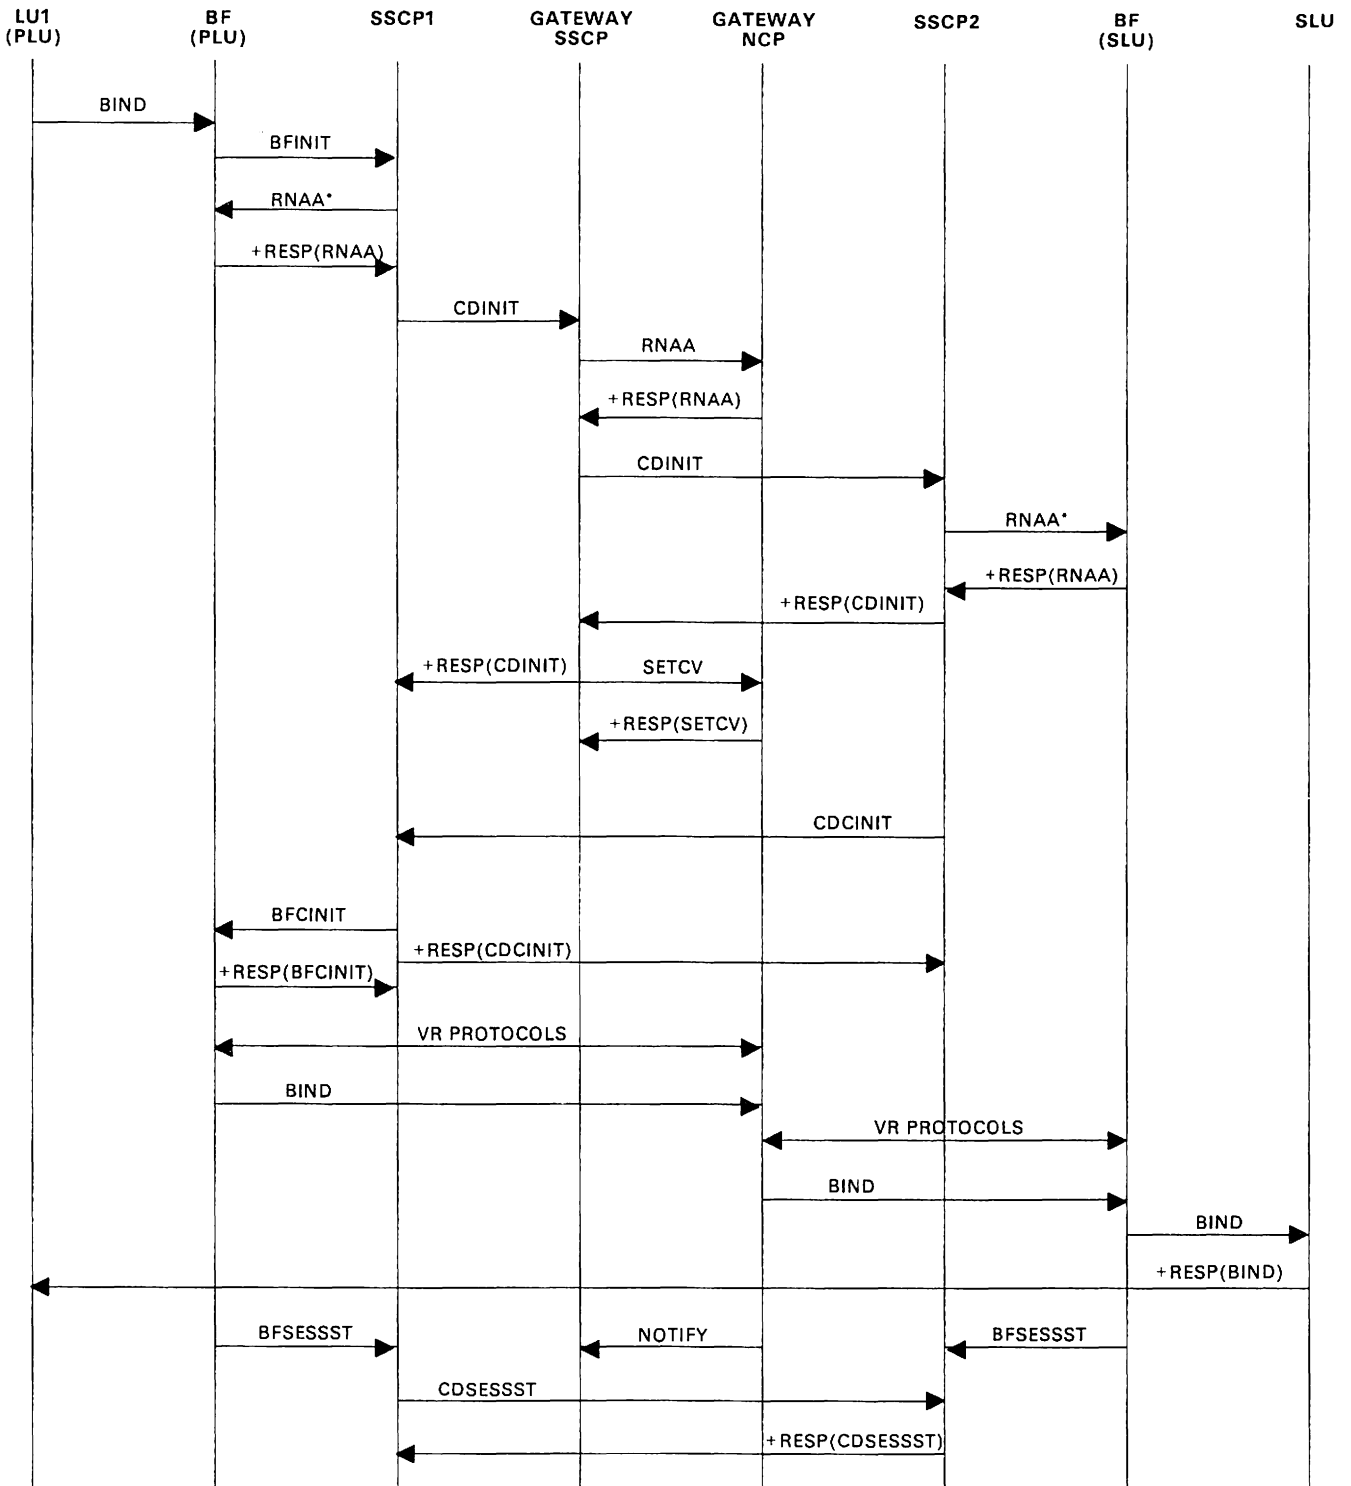 LU1
(PLU)
BF
(PLU)
SSCP1
GATEWAY
SSCP
GATEWAY
NCP
SSCP2
BF
(SLU)
SLU
BIND
BFINIT
RNAA*
+RESP(RNAA)
CDINIT
RNAA
+RESP(RNAA)
CDINIT
RNAA*
+RESP(RNAA)
+RESP(CDINIT)
+RESP(CDINIT)
SETCV
+RESP(SETCV)
CDCINIT
BFCINIT
+RESP(CDCINIT)
+RESP(BFCINIT)
VR PROTOCOLS
BIND
VR PROTOCOLS
BIND
BIND
+RESP(BIND)
BFSESSST
NOTIFY
BFSESSST
CDSESSST
+RESP(CDSESSST)